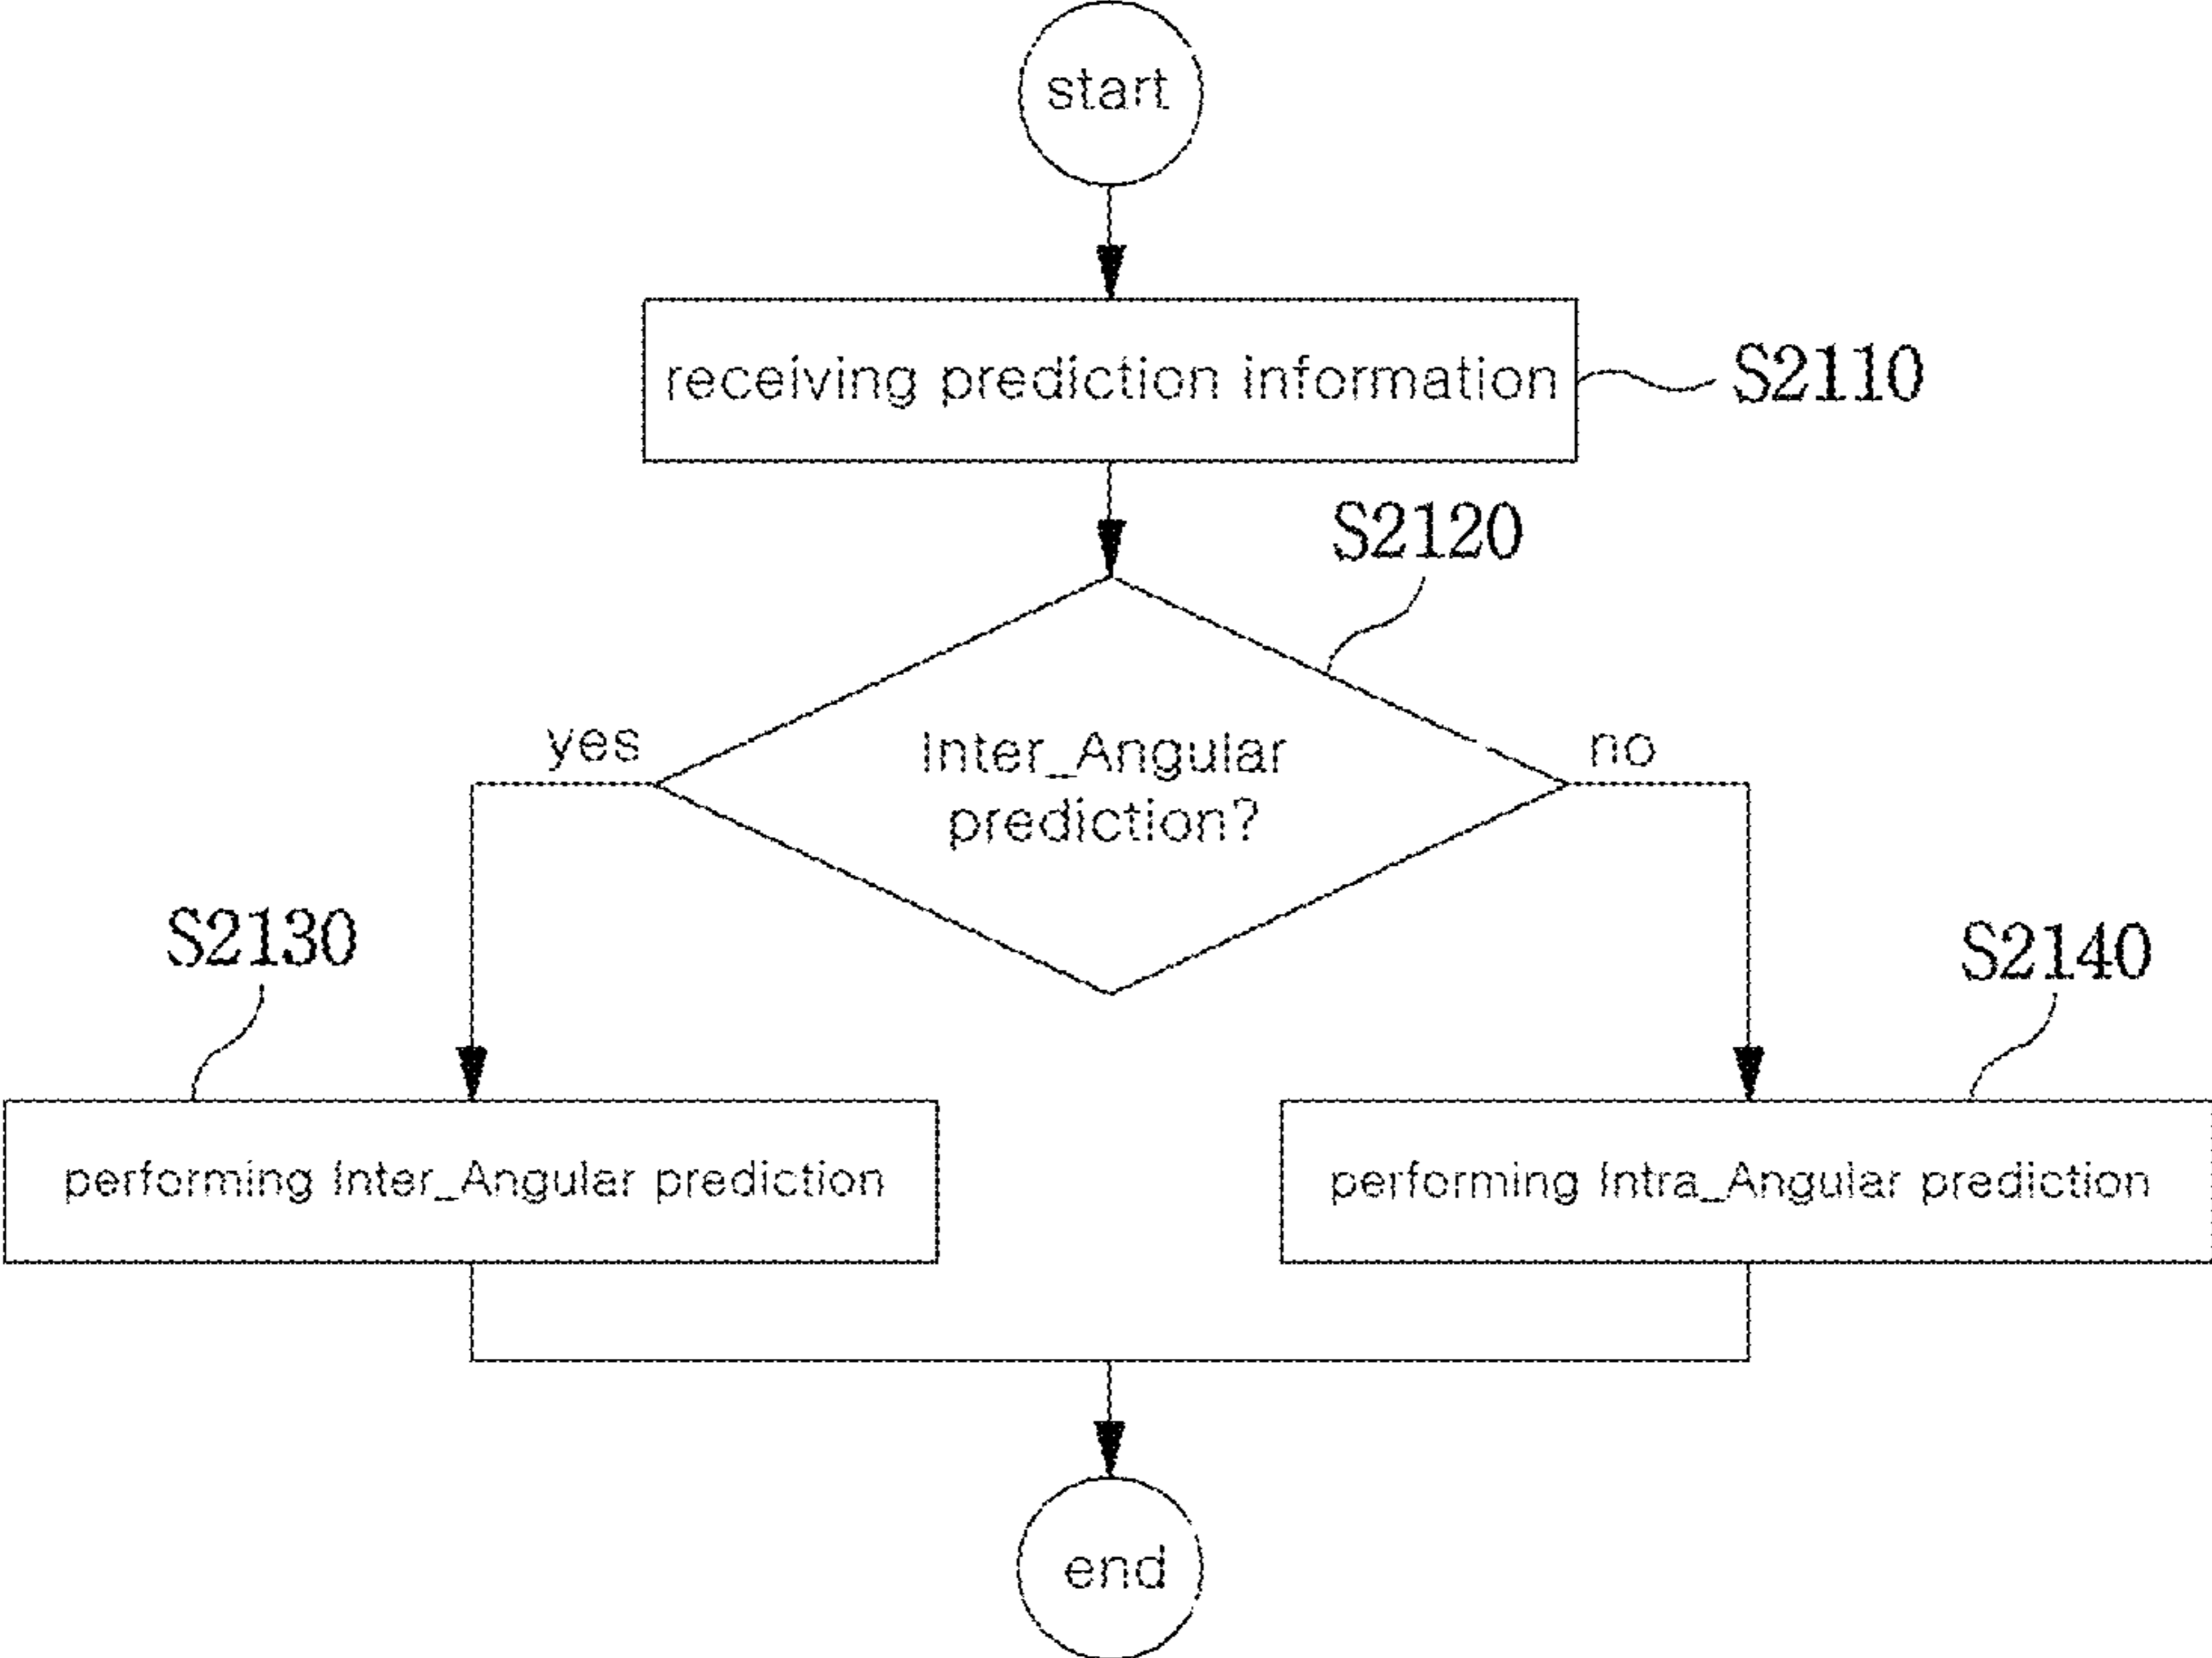 start
receiving prediction information
S2110
S2120
yes
Inter_Angular
prediction?
no
S2130
S2140
performing Inter_Angular prediction
performing Intra_Angular prediction
end